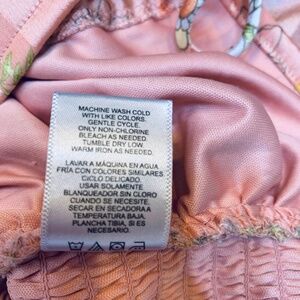 MACHINE WASH COLD
WITH LIKE COLORS.
GENTLE CYCLE.
ONLY NON-CHLORINE
BLEACH AS NEEDED.
TUMBLE DRY LOW.
WARM IRON AS NEEDED.
LAVAR A MÁQUINA EN AGUA
FRÍA CON COLORES SIMILARES
CICLO DELICADO.
USAR SOLAMENTE
BLANQUEADOR SIN CLORO
CUANDO SE NECESITE,
SECAR EN SECADORA A
TEMPERATURA BAJA.
PLANCHA TIBIA, SI ES
NECESARIO.